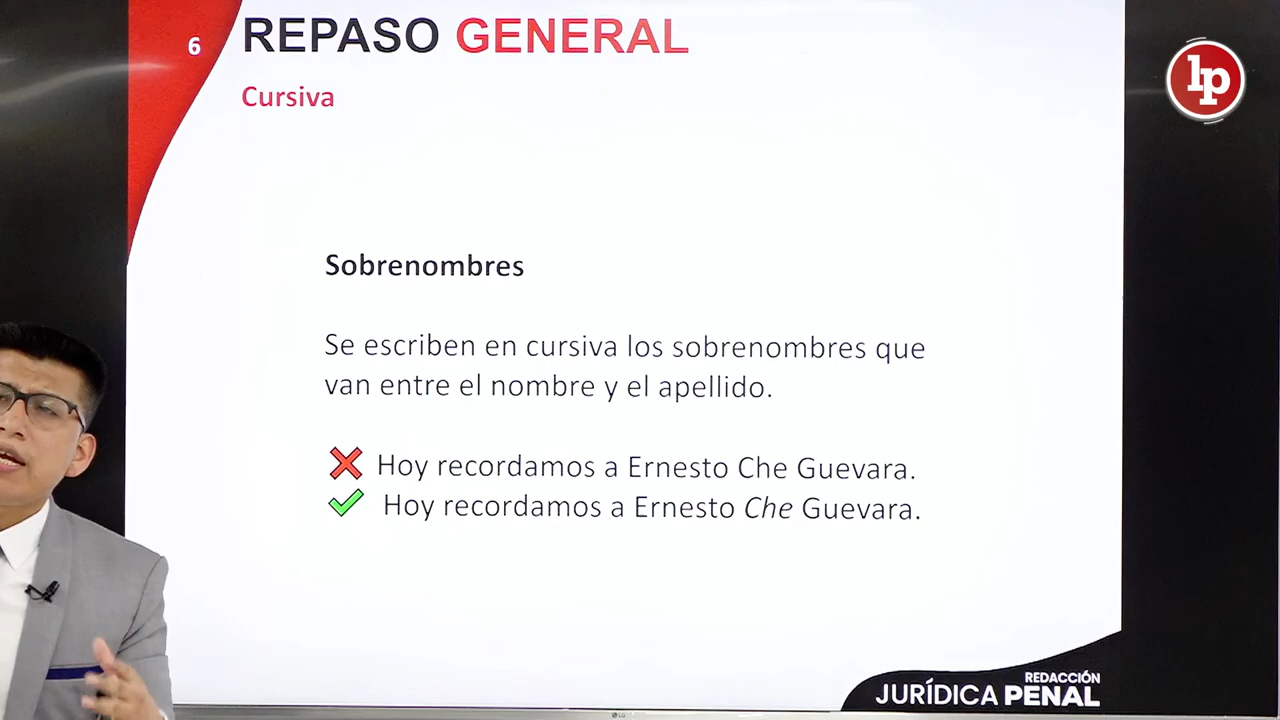 6
REPASO GENERAL
Cursiva
lp
Sobrenombres
Se escriben en cursiva los sobrenombres que
van entre el nombre y el apellido.
Hoy recordamos a Ernesto Che Guevara.
Hoy recordamos a Ernesto Che Guevara.
REDACCIÓN
JURÍDICA PENAL
LG